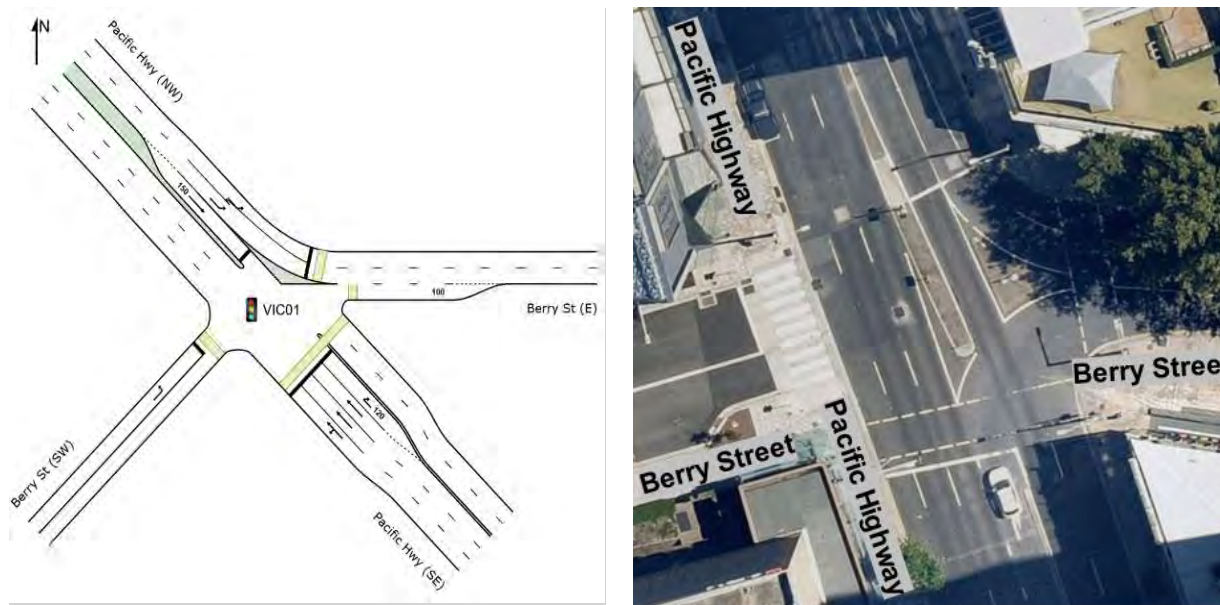 N
Pacific Hwy (NW)
150
VIC01
100
Berry St (E)
120
Berry St (SW)
Pacific Hwy (SE)
Pacific Highway
Berry Stree
Pacific Highway
Berry Street